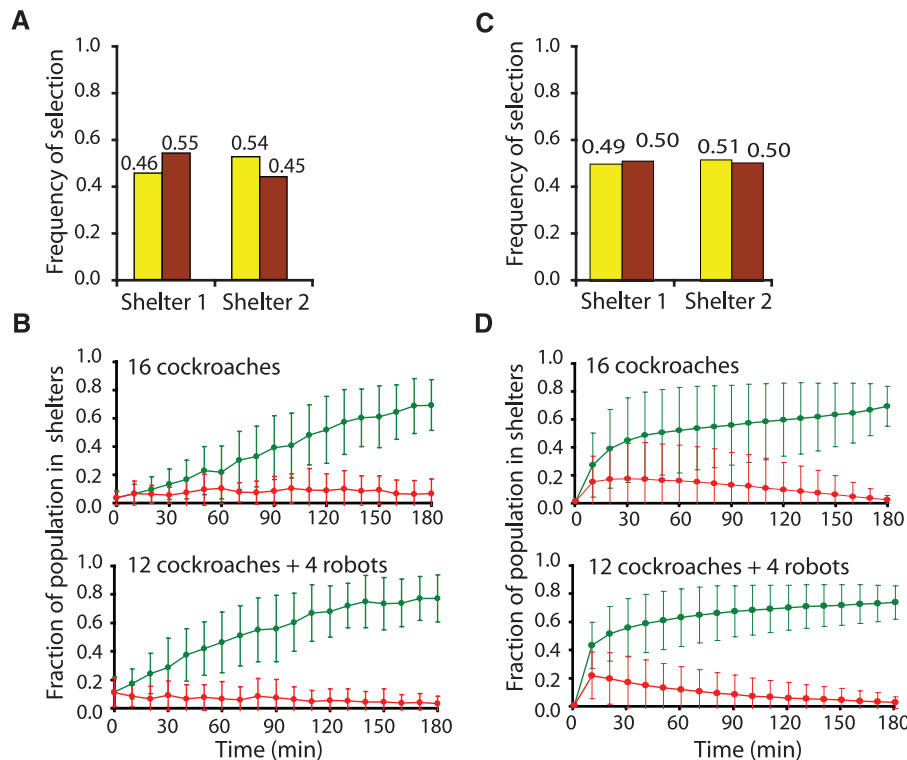 A
Frequency of selection
1.0
0.8
0.6
0.4
0.2
0.0
0.46
0.55
0.54
0.45
Shelter 1
Shelter 2
C
Frequency of selection
1.0
0.8
0.6
0.4
0.2
0.0
0.49
0.50
0.51
0.50
Shelter 1
Shelter 2
B
Fraction of population in shelters
16 cockroaches
1.0
0.8
0.6
0.4
0.2
0.0
0 30 60 90 120 150 180
12 cockroaches + 4 robots
1.0
0.8
0.6
0.4
0.2
0.0
0 30 60 90 120 150 180
Time (min)
D
Fraction of population in shelters
16 cockroaches
1.0
0.8
0.6
0.4
0.2
0.0
0 30 60 90 120 150 180
12 cockroaches + 4 robots
1.0
0.8
0.6
0.4
0.2
0.0
0 30 60 90 120 150 180
Time (min)